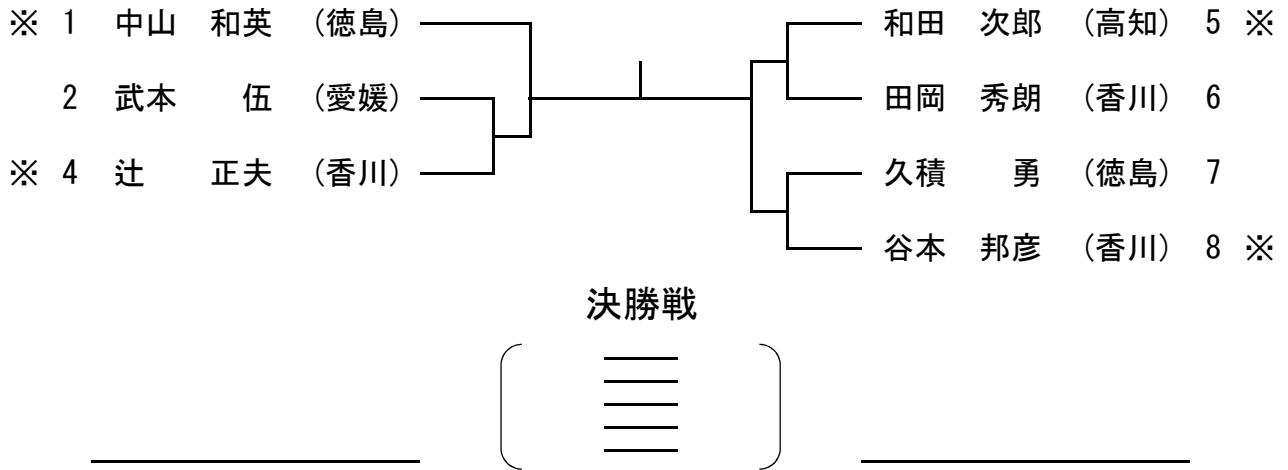 ※ 1 中山 和英 (徳島)
2 武本 伍 (愛媛)
※ 4 辻 正夫 (香川)
和田 次郎 (高知) 5 ※
田岡 秀朗 (香川) 6
久積 勇 (徳島) 7
谷本 邦彦 (香川) 8 ※
決勝戦